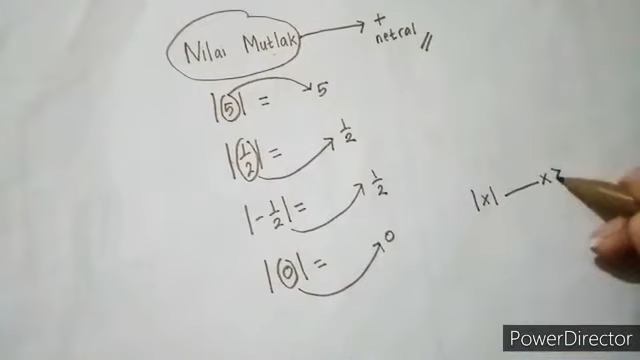 Nilai Mutlak
+
netral //
|5| = 5
|1/2| = 1/2
|-1/2| = 1/2
|0| = 0
|x| — x
PowerDirector